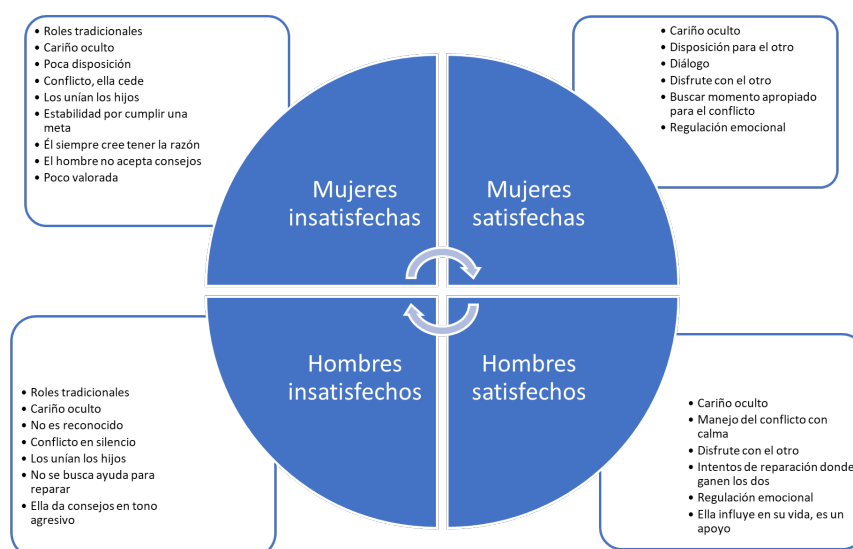 • Roles tradicionales
• Cariño oculto
• Poca disposición
• Conflicto, ella cede
• Los unían los hijos
• Estabilidad por cumplir una
meta
• Él siempre cree tener la razón
• El hombre no acepta consejos
• Poco valorada
• Cariño oculto
• Disposición para el otro
• Diálogo
• Disfrute con el otro
• Buscar momento apropiado
para el conflicto
• Regulación emocional
Mujeres
insatisfechas
Mujeres
satisfechas
Hombres
insatisfechos
Hombres
satisfechos
• Roles tradicionales
• Cariño oculto
• No es reconocido
• Conflicto en silencio
• Los unían los hijos
• No se busca ayuda para
reparar
• Ella da consejos en tono
agresivo
• Cariño oculto
• Manejo del conflicto con
calma
• Disfrute con el otro
• Intentos de reparación donde
ganen los dos
• Regulación emocional
• Ella influye en su vida, es un
apoyo